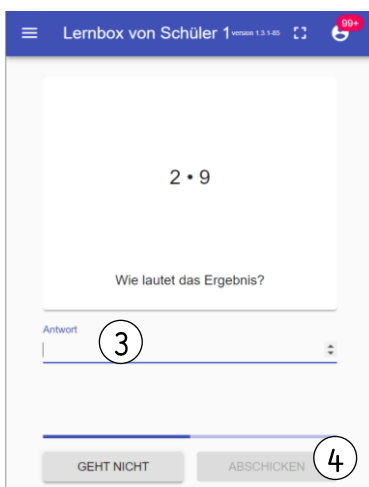 Lernbox von Schüler 1 version 1.3.1-85 99+
2 • 9
Wie lautet das Ergebnis?
Antwort
3
GEHT NICHT ABSCHICKEN 4